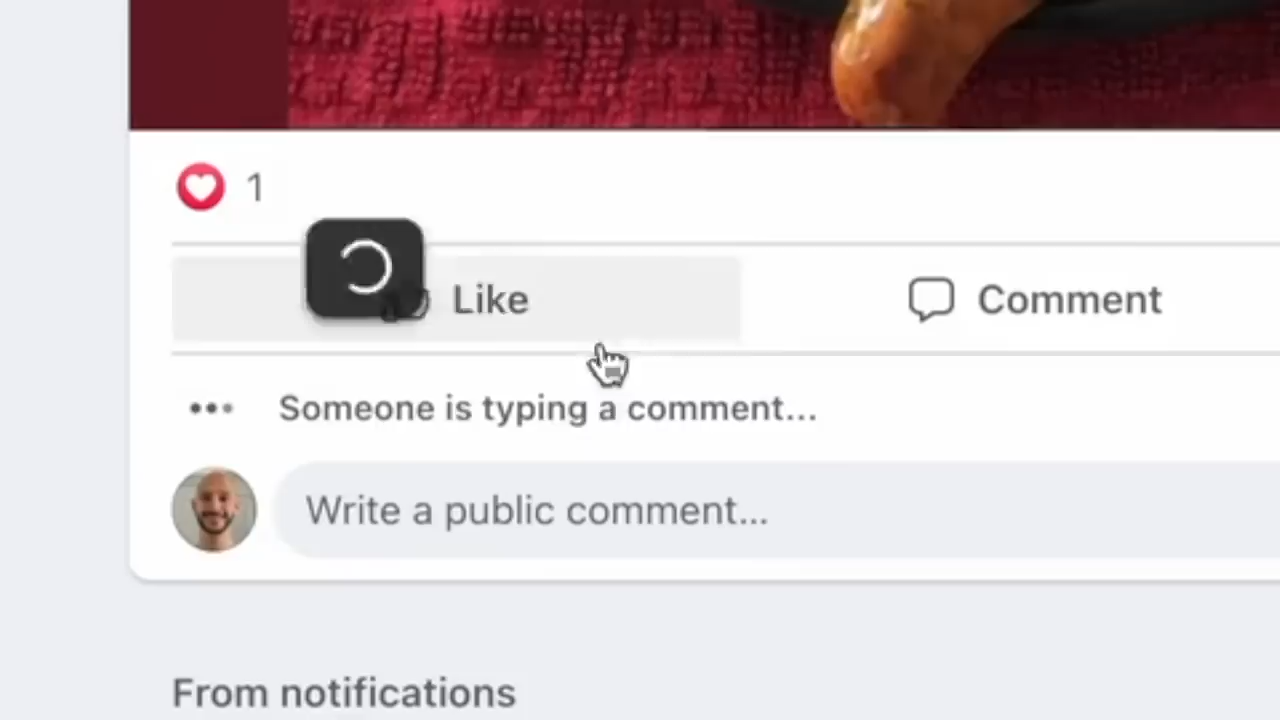 1
Like
Comment
Someone is typing a comment...
Write a public comment...
From notifications